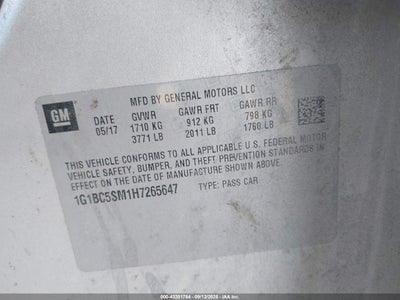 GM
MFD BY GENERAL MOTORS LLC
DATE GVWR GAWR FRT GAWR RR
05/17 1710 KG 912 KG 798 KG
3771 LB 2011 LB 1760 LB
THIS VEHICLE CONFORMS TO ALL APPLICABLE U.S. FEDERAL MOTOR
VEHICLE SAFETY, BUMPER, AND THEFT PREVENTION STANDARDS IN
EFFECT ON THE DATE OF MANUFACTURE SHOWN ABOVE.
1G1BC5SM1H7265647 TYPE: PASS CAR
000-43201764 - 09/12/2025 - IAA, Inc.